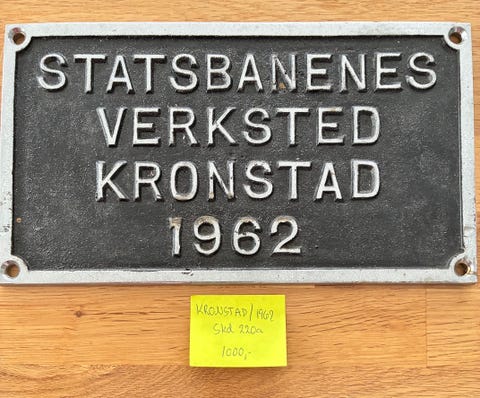 STATSBANENES
VERKSTED
KRONSTAD
1962
KRONSTAD/1962
Skd 220a
1000,-